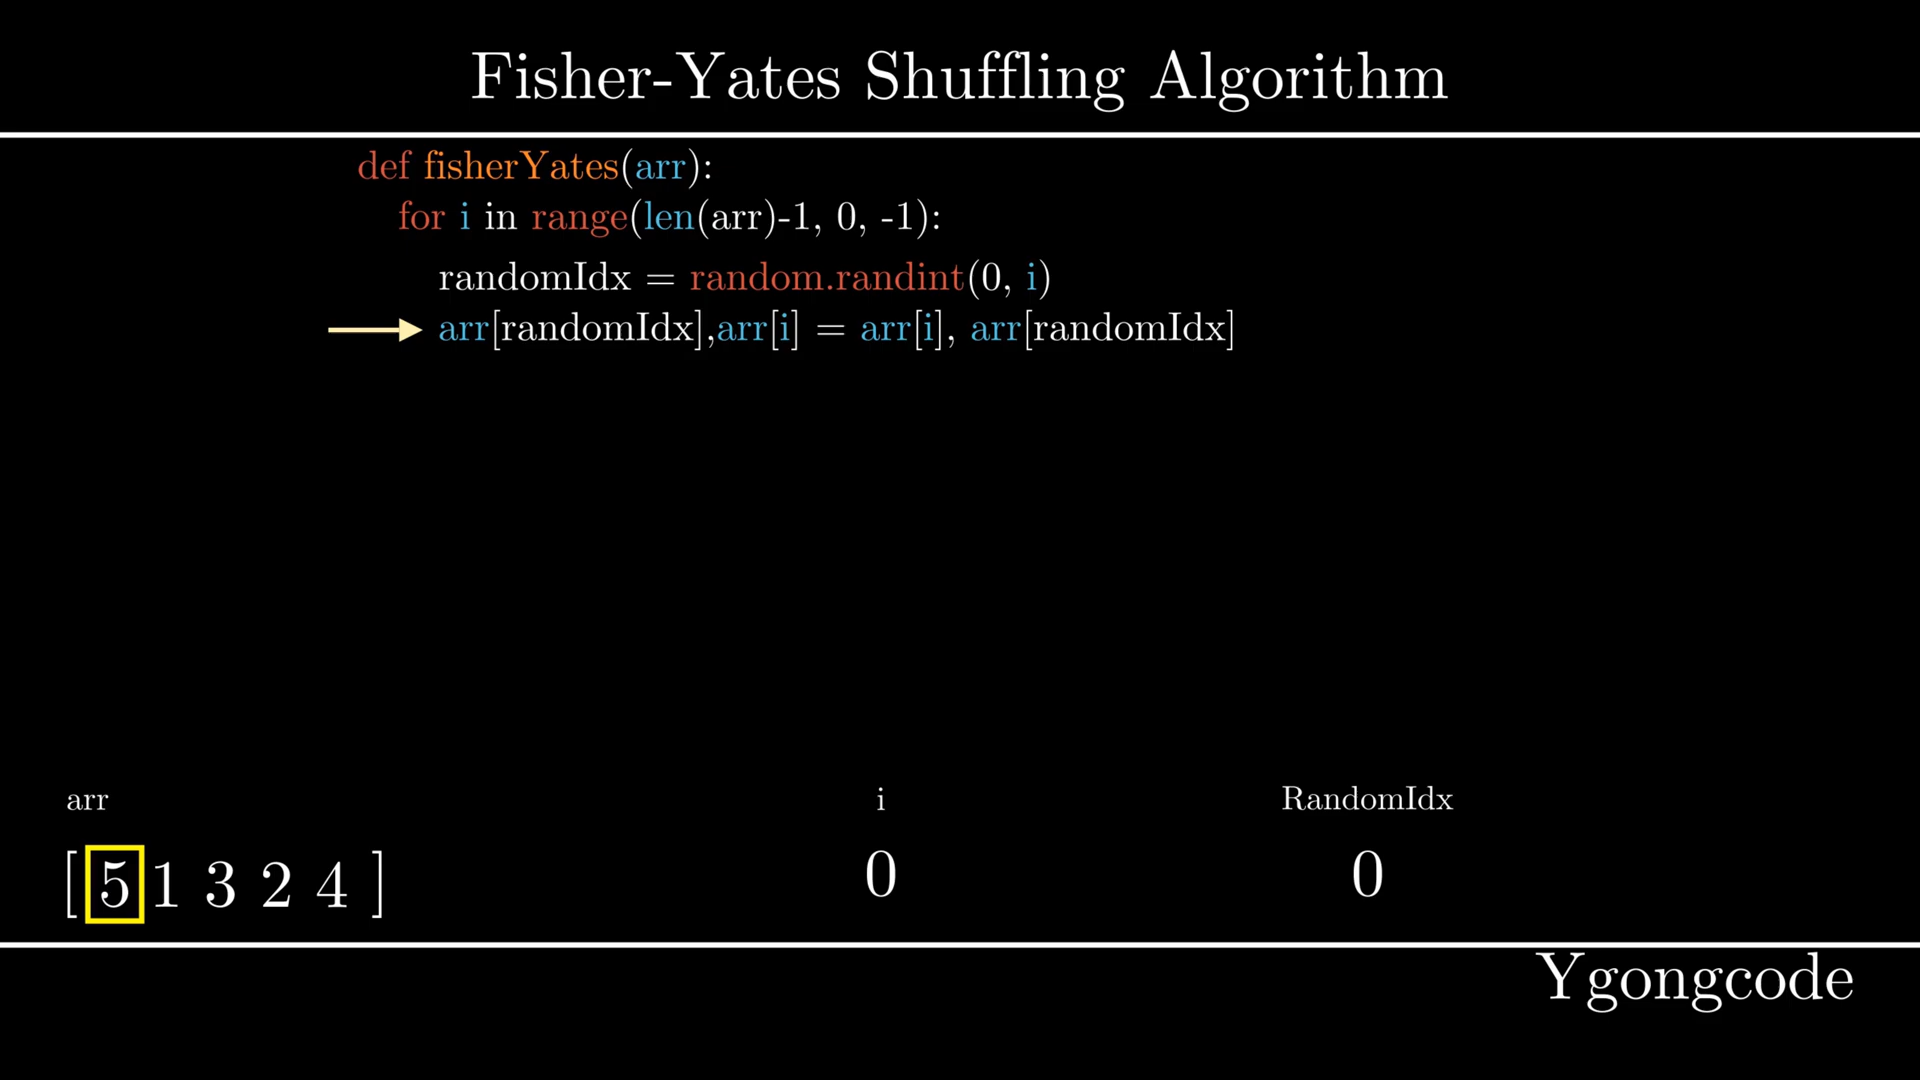 Fisher-Yates Shuffling Algorithm
def fisherYates(arr):
for i in range(len(arr)-1, 0, -1):
randomIdx = random.randint(0, i)
arr[randomIdx],arr[i] = arr[i], arr[randomIdx]
arr i RandomIdx
[ 5 1 3 2 4 ] 0 0
Ygongcode